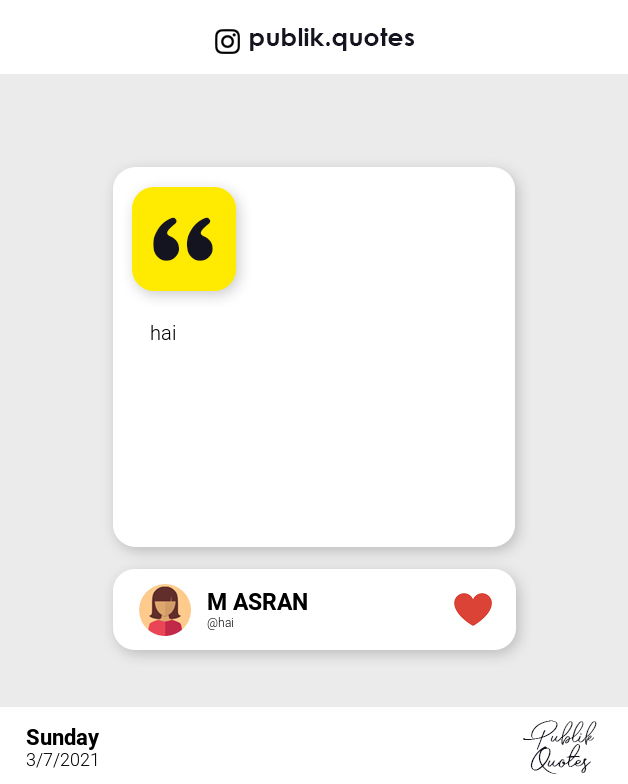 publik.quotes
hai
M ASRAN
@hai
Sunday
3/7/2021
Publik
Quotes